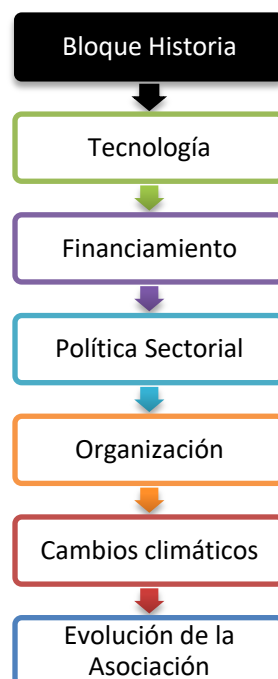 Bloque Historia
Tecnología
Financiamiento
Política Sectorial
Organización
Cambios climáticos
Evolución de la
Asociación